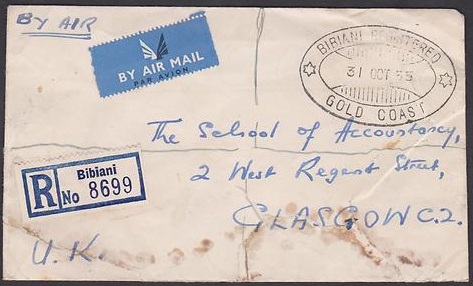 BY AIR
BY AIR MAIL
PAR AVION
BIBIANI REGISTERED
31 OCT 55
GOLD COAST
The School of Accountancy,
2 West Regent Street,
GLASGOW C.2.
U.K.
R
Bibiani
No 8699